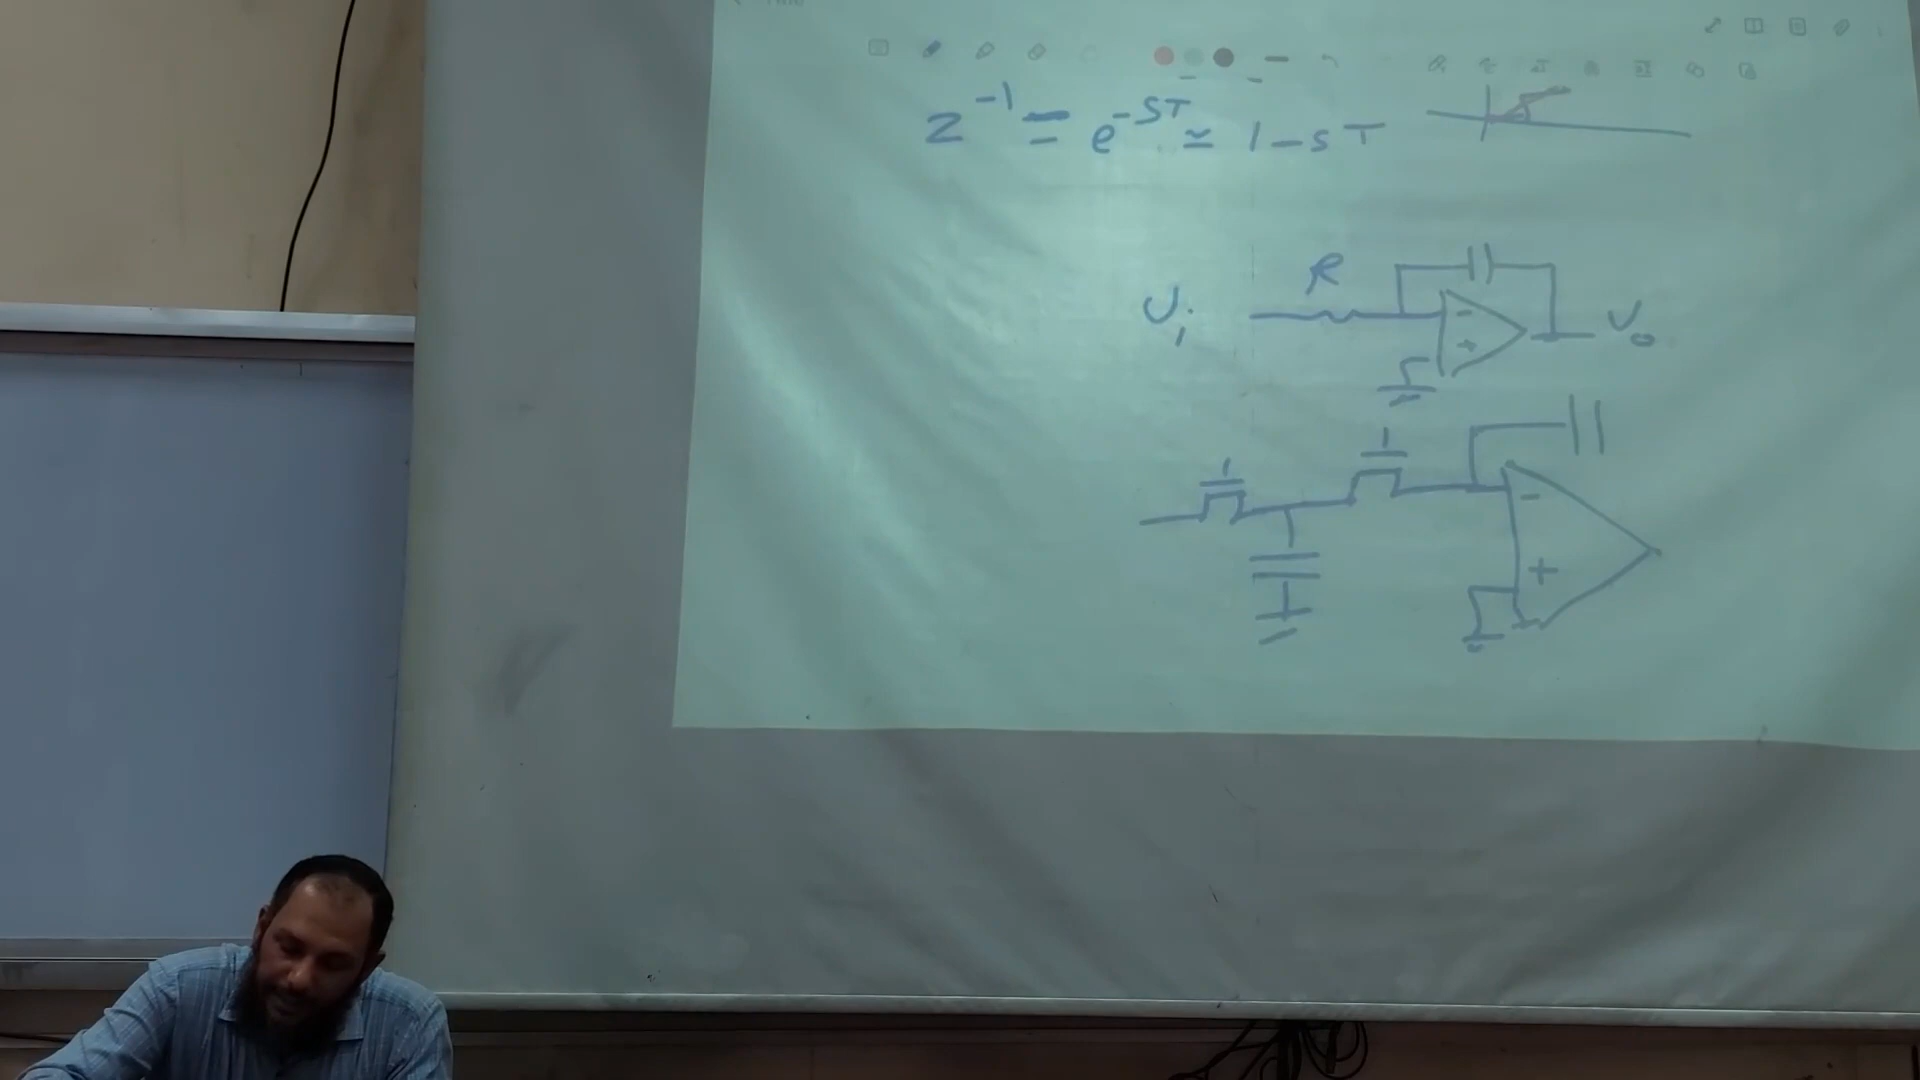 z⁻¹ = e^-ST ≃ 1 - sT
R
Vi
- 
+
Vo
-
+